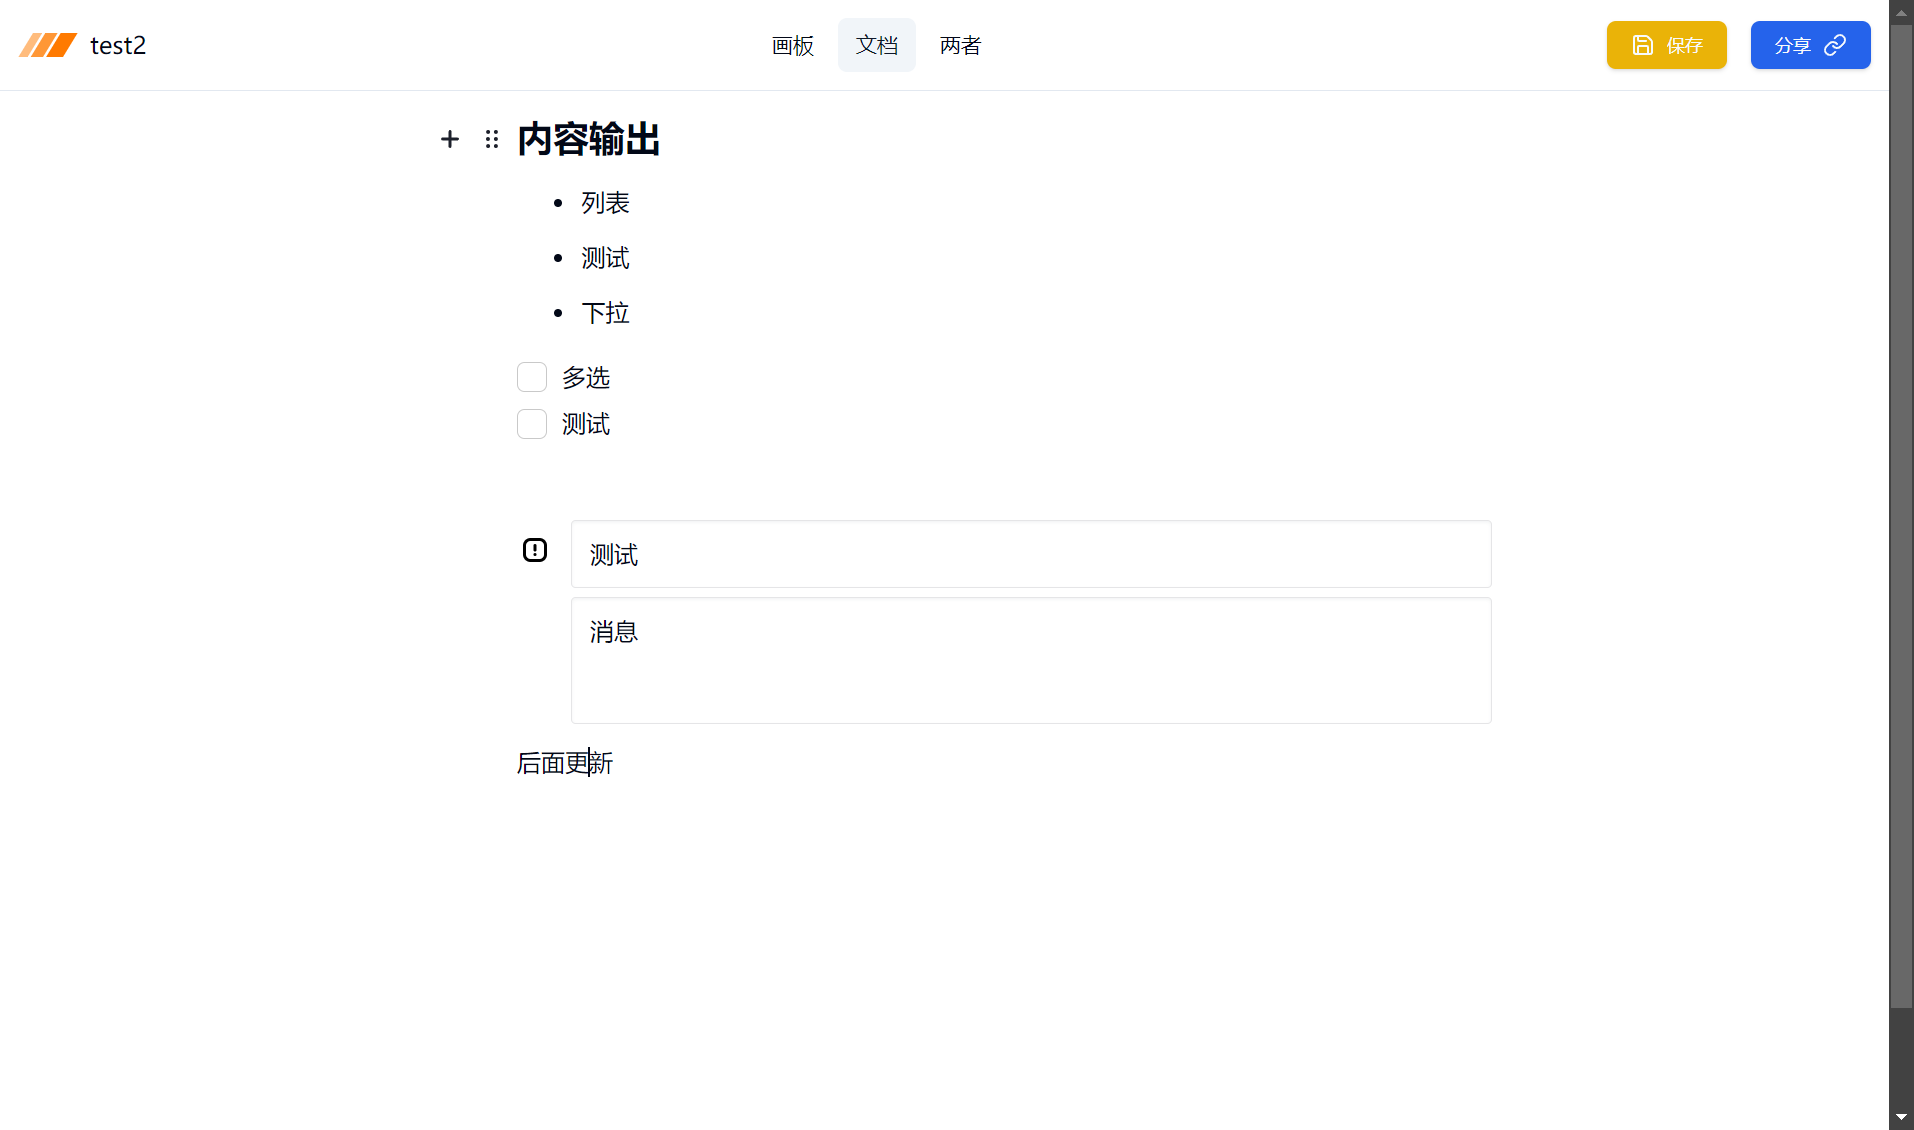 test2
画板 文档 两者
保存 分享
内容输出
列表
测试
下拉
多选
测试
测试
消息
后面更新